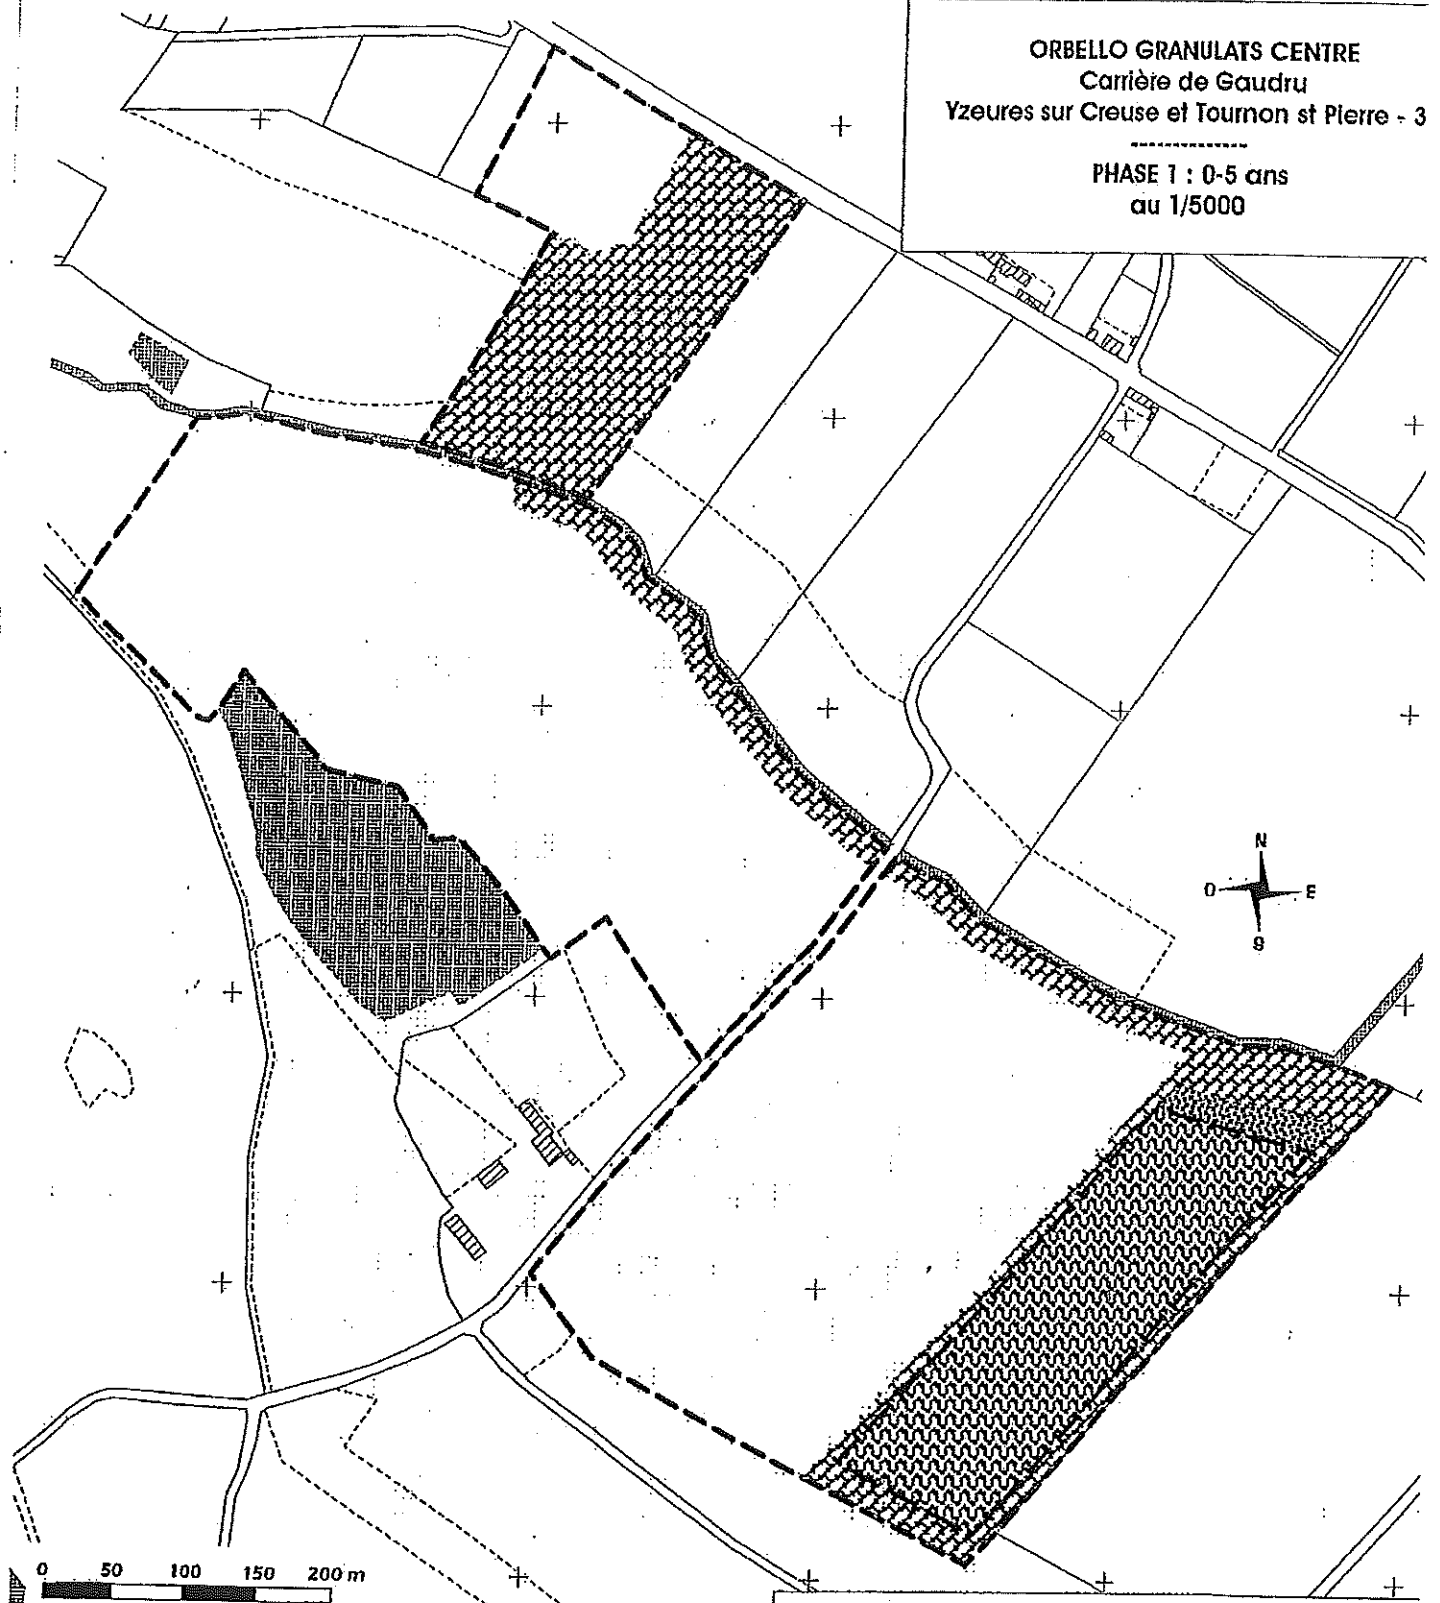 ORBELLO GRANULATS CENTRE
Carrière de Gaudru
Yzeures sur Creuse et Tournon st Pierre - 3
PHASE 1 : 0-5 ans
au 1/5000
N
O E
S
0 50 100 150 200 m